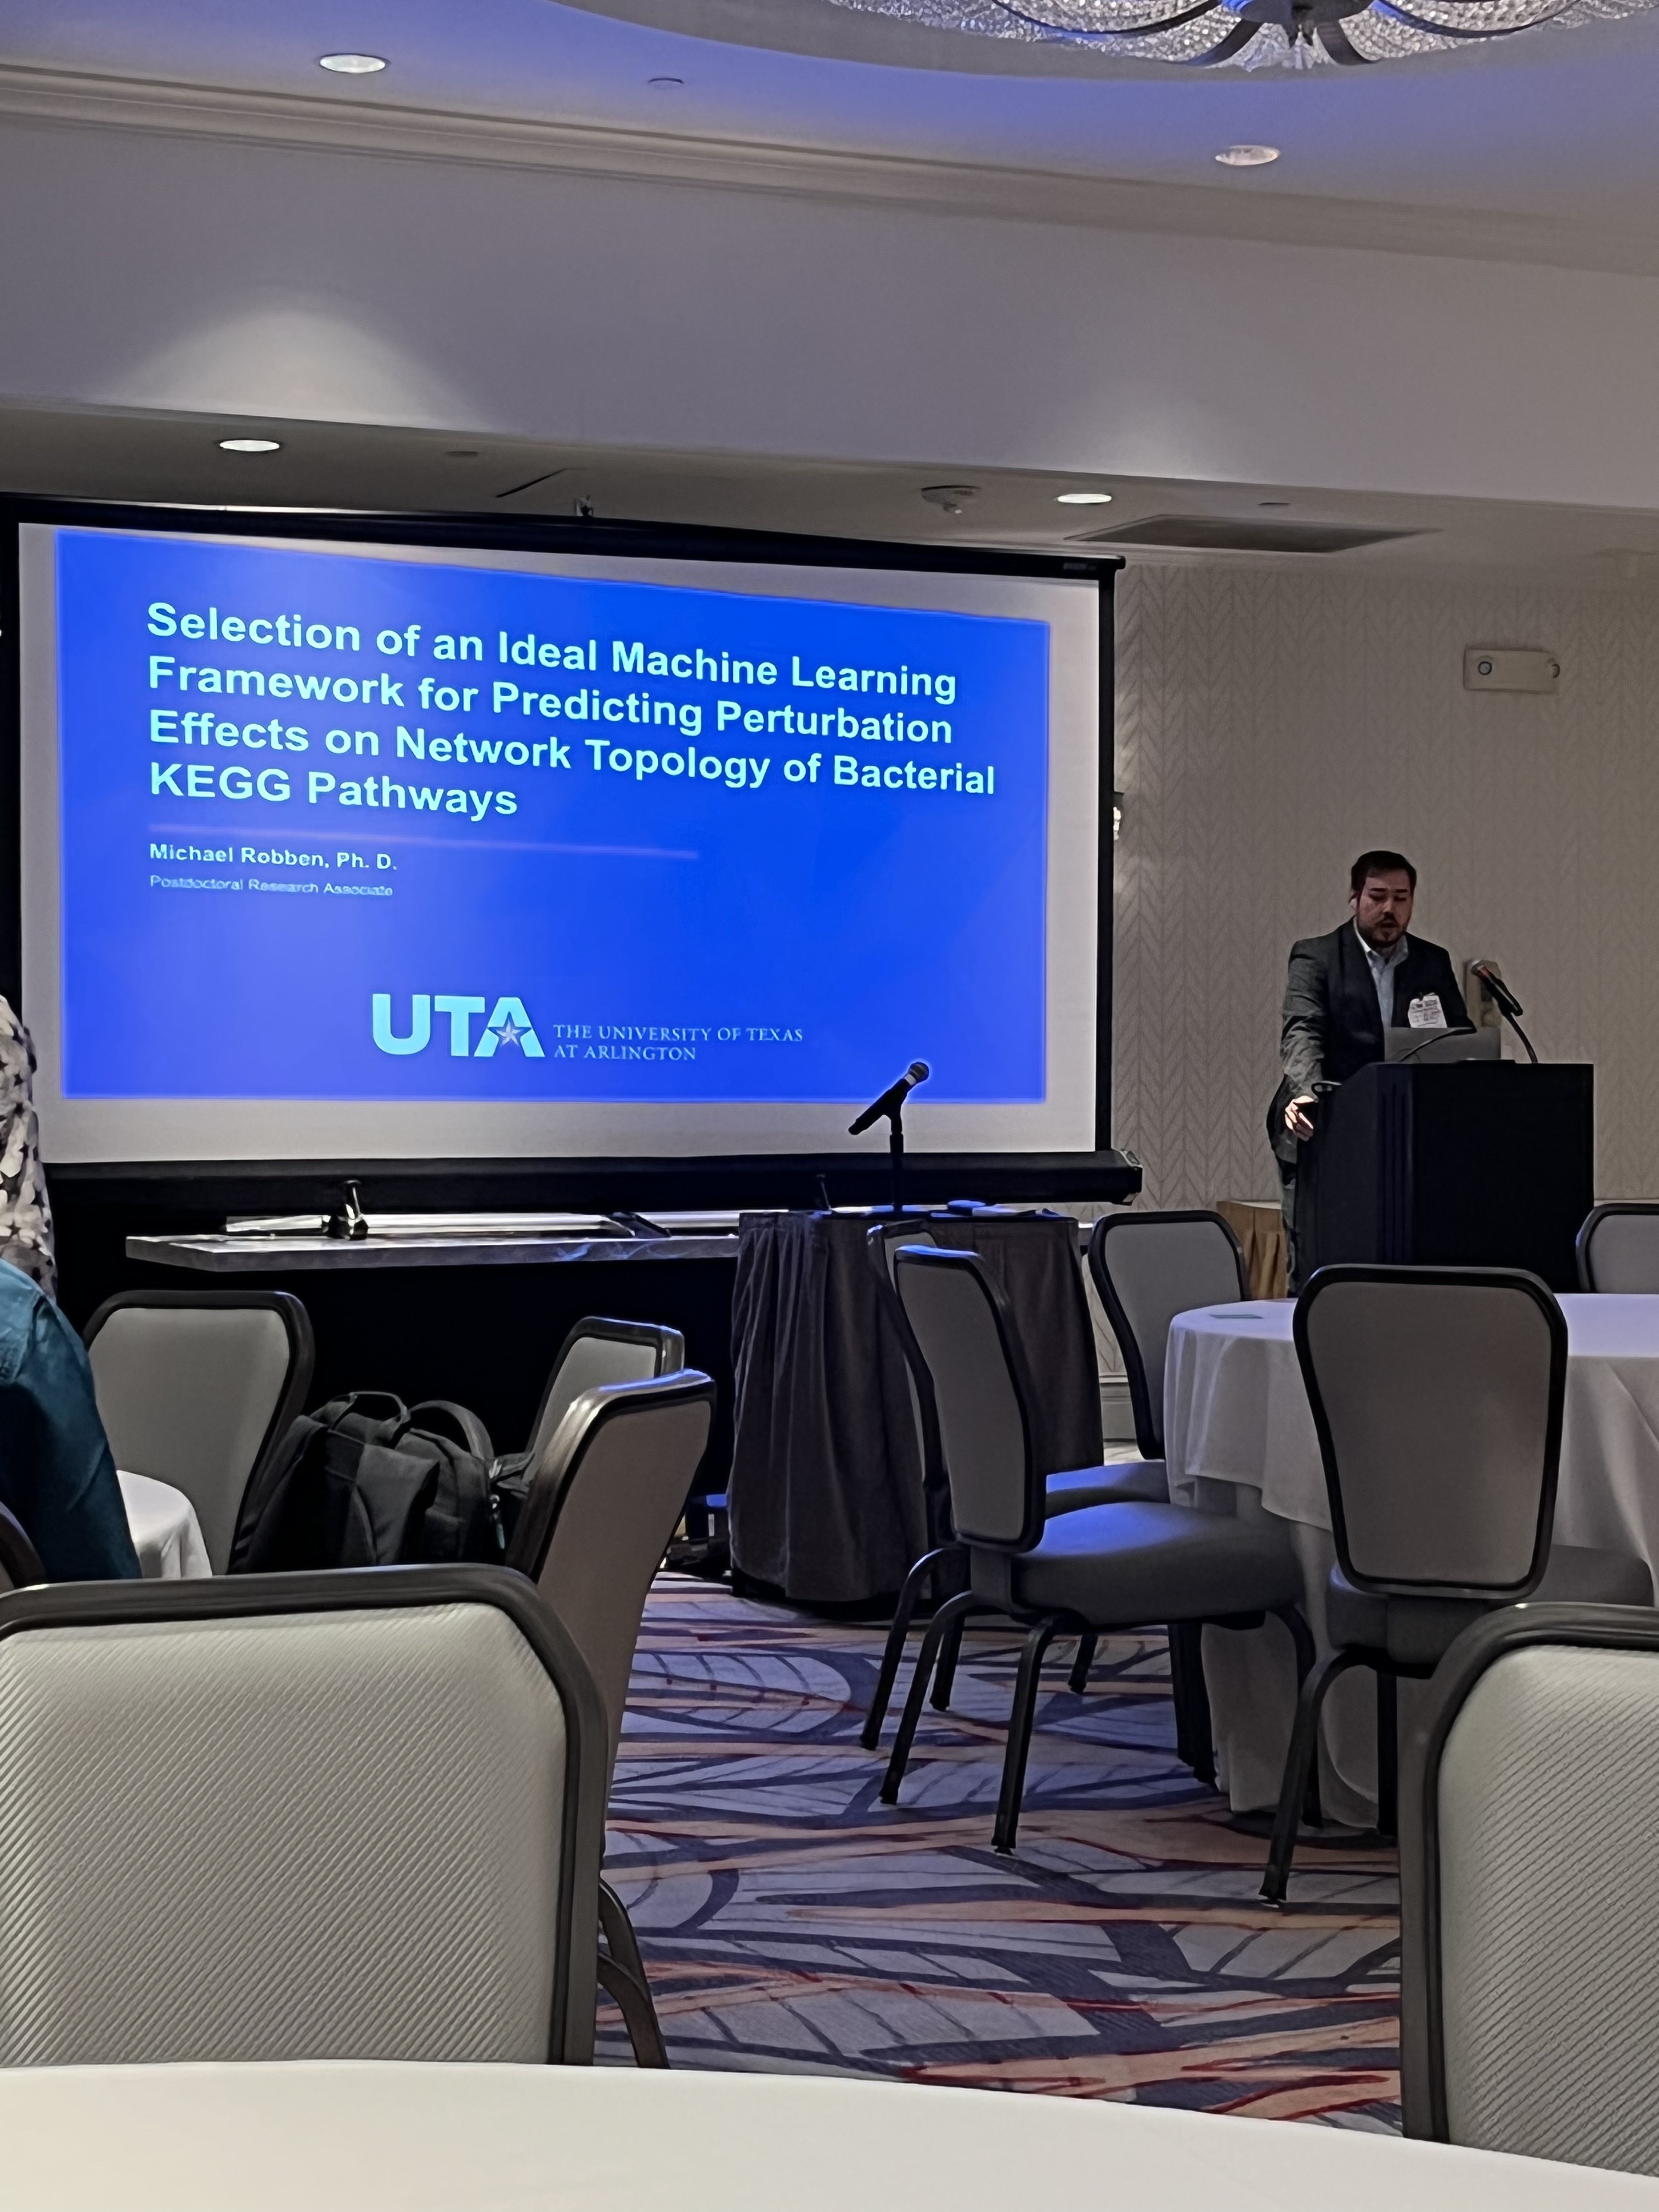 Selection of an Ideal Machine Learning
Framework for Predicting Perturbation
Effects on Network Topology of Bacterial
KEGG Pathways
Michael Robben, Ph. D.
Postdoctoral Research Associate
UTA
THE UNIVERSITY OF TEXAS
AT ARLINGTON